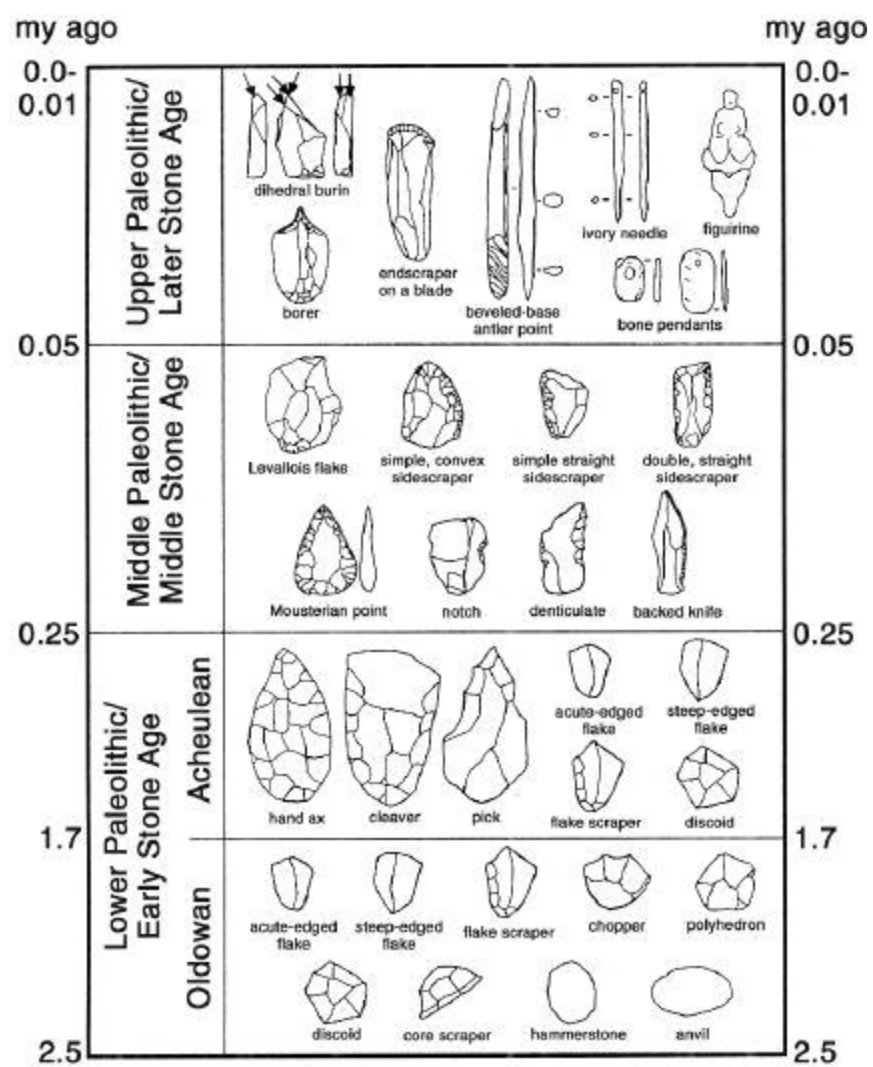 my ago
my ago
0.0-
0.01
0.0-
0.01
Upper Paleolithic/
Later Stone Age
dihedral burin
borer
endscraper
on a blade
beveled-base
antler point
ivory needle
figuirine
bone pendants
0.05
0.05
Middle Paleolithic/
Middle Stone Age
Levallois flake
simple, convex
sidescraper
simple straight
sidescraper
double, straight
sidescraper
Mousterian point
notch
denticulate
backed knife
0.25
0.25
Lower Paleolithic/
Early Stone Age
Acheulean
hand ax
cleaver
pick
acute-edged
flake
steep-edged
flake
flake scraper
discoid
1.7
1.7
Oldowan
acute-edged
flake
steep-edged
flake
flake scraper
chopper
polyhedron
discoid
core scraper
hammerstone
anvil
2.5
2.5